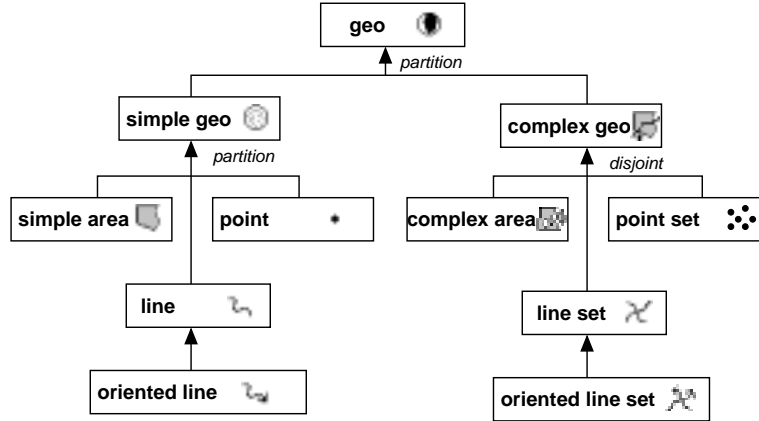 geo
partition
simple geo
complex geo
partition
disjoint
simple area
point
complex area
point set
line
line set
oriented line
oriented line set